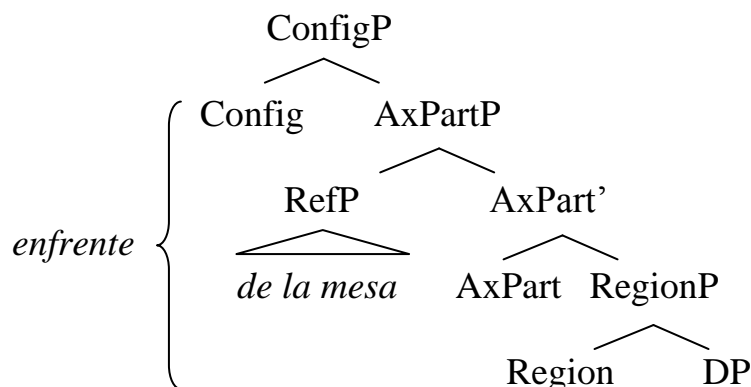 ConfigP
Config AxPartP
RefP AxPart’
enfrente
de la mesa AxPart RegionP
Region DP